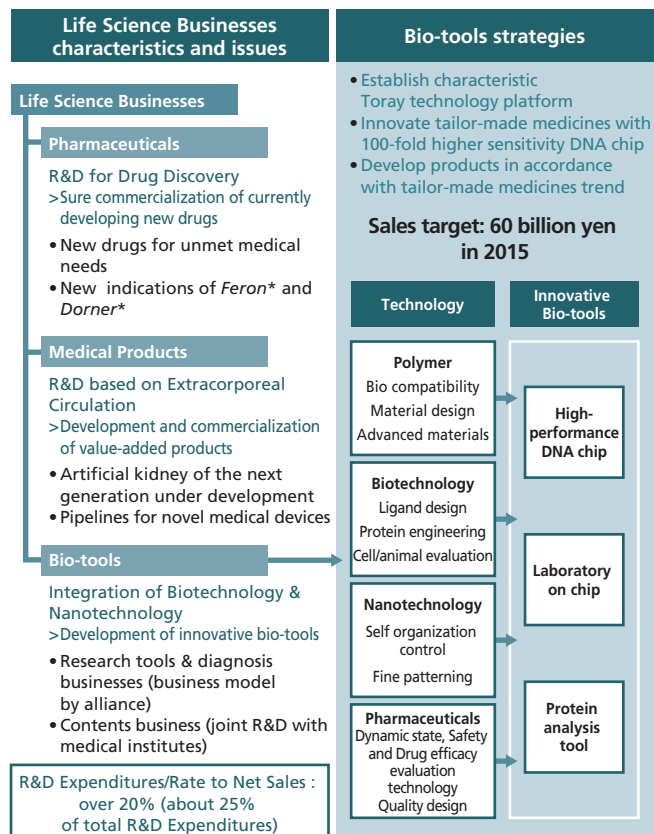 Life Science Businesses
characteristics and issues
Life Science Businesses
Pharmaceuticals
R&D for Drug Discovery
>Sure commercialization of currently
developing new drugs
• New drugs for unmet medical
needs
• New indications of Feron* and
Dorner*
Medical Products
R&D based on Extracorporeal
Circulation
>Development and commercialization
of value-added products
• Artificial kidney of the next
generation under development
• Pipelines for novel medical devices
Bio-tools
Integration of Biotechnology &
Nanotechnology
>Development of innovative bio-tools
• Research tools & diagnosis
businesses (business model
by alliance)
• Contents business (joint R&D with
medical institutes)
R&D Expenditures/Rate to Net Sales :
over 20% (about 25%
of total R&D Expenditures)
Bio-tools strategies
• Establish characteristic
Toray technology platform
• Innovate tailor-made medicines with
100-fold higher sensitivity DNA chip
• Develop products in accordance
with tailor-made medicines trend
Sales target: 60 billion yen
in 2015
Technology
Polymer
Bio compatibility
Material design
Advanced materials
Biotechnology
Ligand design
Protein engineering
Cell/animal evaluation
Nanotechnology
Self organization
control
Fine patterning
Pharmaceuticals
Dynamic state, Safety
and Drug efficacy
evaluation
technology
Quality design
Innovative
Bio-tools
High-
performance
DNA chip
Laboratory
on chip
Protein
analysis
tool